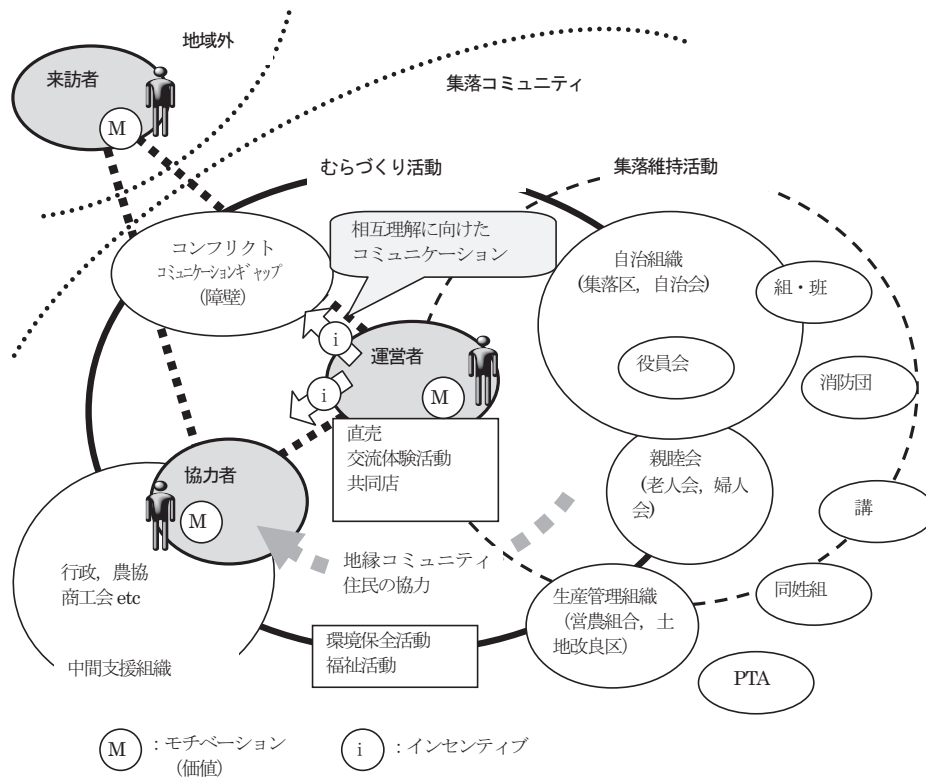 地域外
来訪者
M
集落コミュニティ
むらづくり活動
集落維持活動
コンフリクト
コミュニケーションギャップ
(障壁)
相互理解に向けた
コミュニケーション
自治組織
(集落区，自治会)
組・班
役員会
消防団
i
運営者
M
i
直売
交流体験活動
共同店
親睦会
(老人会，婦人
会)
講
協力者
M
地縁コミュニティ
住民の協力
行政，農協
商工会 etc
中間支援組織
生産管理組織
(営農組合，土
地改良区)
同姓組
環境保全活動
福祉活動
PTA
M
：モチベーション
(価値)
i
：インセンティブ